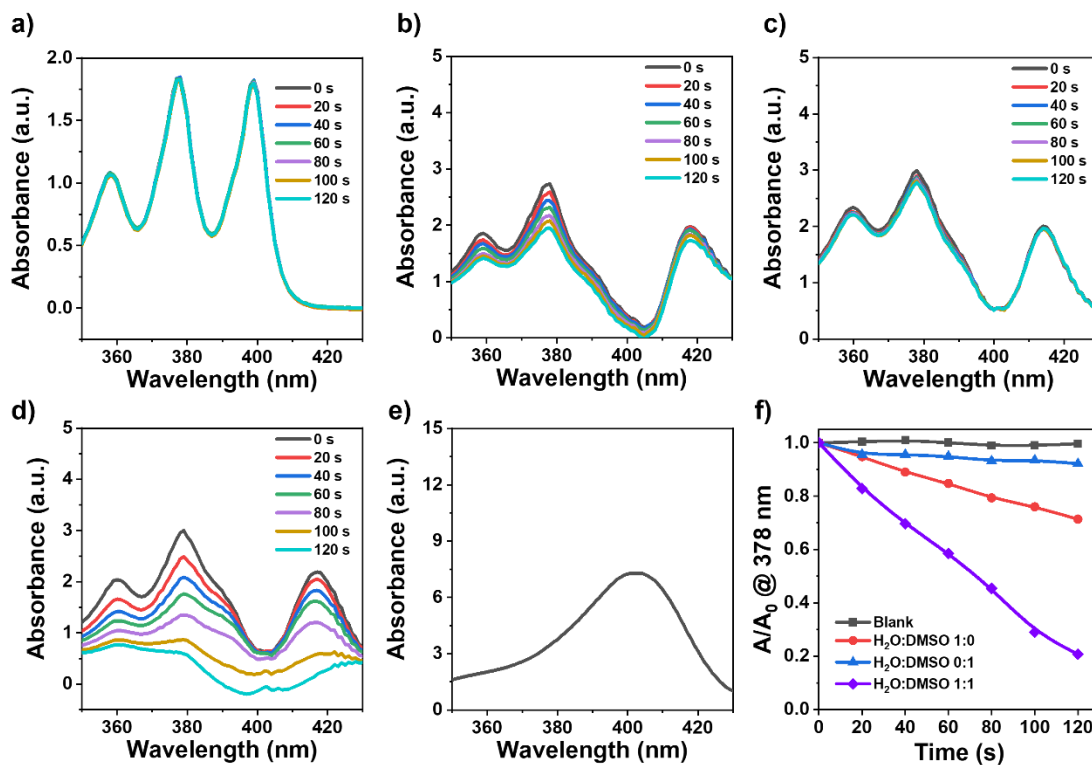 a)
Absorbance (a.u.)
2.0
1.5
1.0
0.5
0.0
0 s
20 s
40 s
60 s
80 s
100 s
120 s
360 380 400 420
Wavelength (nm)
b)
Absorbance (a.u.)
5
4
3
2
1
0
0 s
20 s
40 s
60 s
80 s
100 s
120 s
360 380 400 420
Wavelength (nm)
c)
Absorbance (a.u.)
5
4
3
2
1
0
0 s
20 s
40 s
60 s
80 s
100 s
120 s
360 380 400 420
Wavelength (nm)
d)
Absorbance (a.u.)
5
4
3
2
1
0
0 s
20 s
40 s
60 s
80 s
100 s
120 s
360 380 400 420
Wavelength (nm)
e)
Absorbance (a.u.)
15
12
9
6
3
0
360 380 400 420
Wavelength (nm)
f)
A/A₀ @ 378 nm
1.0
0.8
0.6
0.4
0.2
0.0
Blank
H₂O:DMSO 1:0
H₂O:DMSO 0:1
H₂O:DMSO 1:1
0 20 40 60 80 100 120
Time (s)